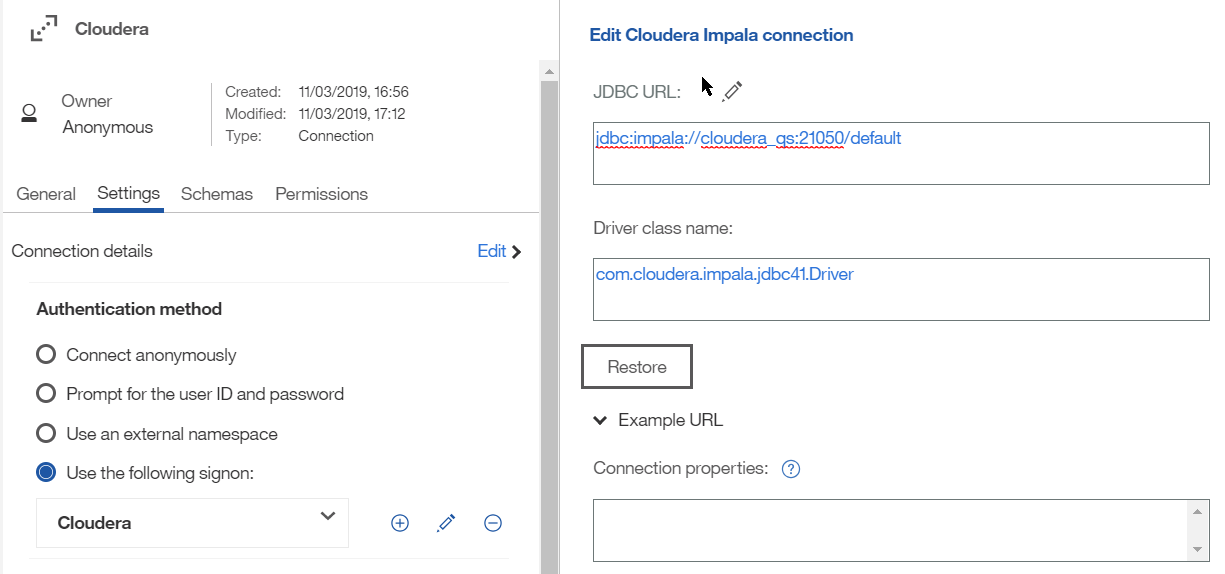 Cloudera
Owner
Anonymous
Created: 11/03/2019, 16:56
Modified: 11/03/2019, 17:12
Type: Connection
General Settings Schemas Permissions
Connection details Edit
Authentication method
Connect anonymously
Prompt for the user ID and password
Use an external namespace
Use the following signon:
Cloudera
Edit Cloudera Impala connection
JDBC URL:
jdbc:impala://cloudera_qs:21050/default
Driver class name:
com.cloudera.impala.jdbc41.Driver
Restore
Example URL
Connection properties: ?